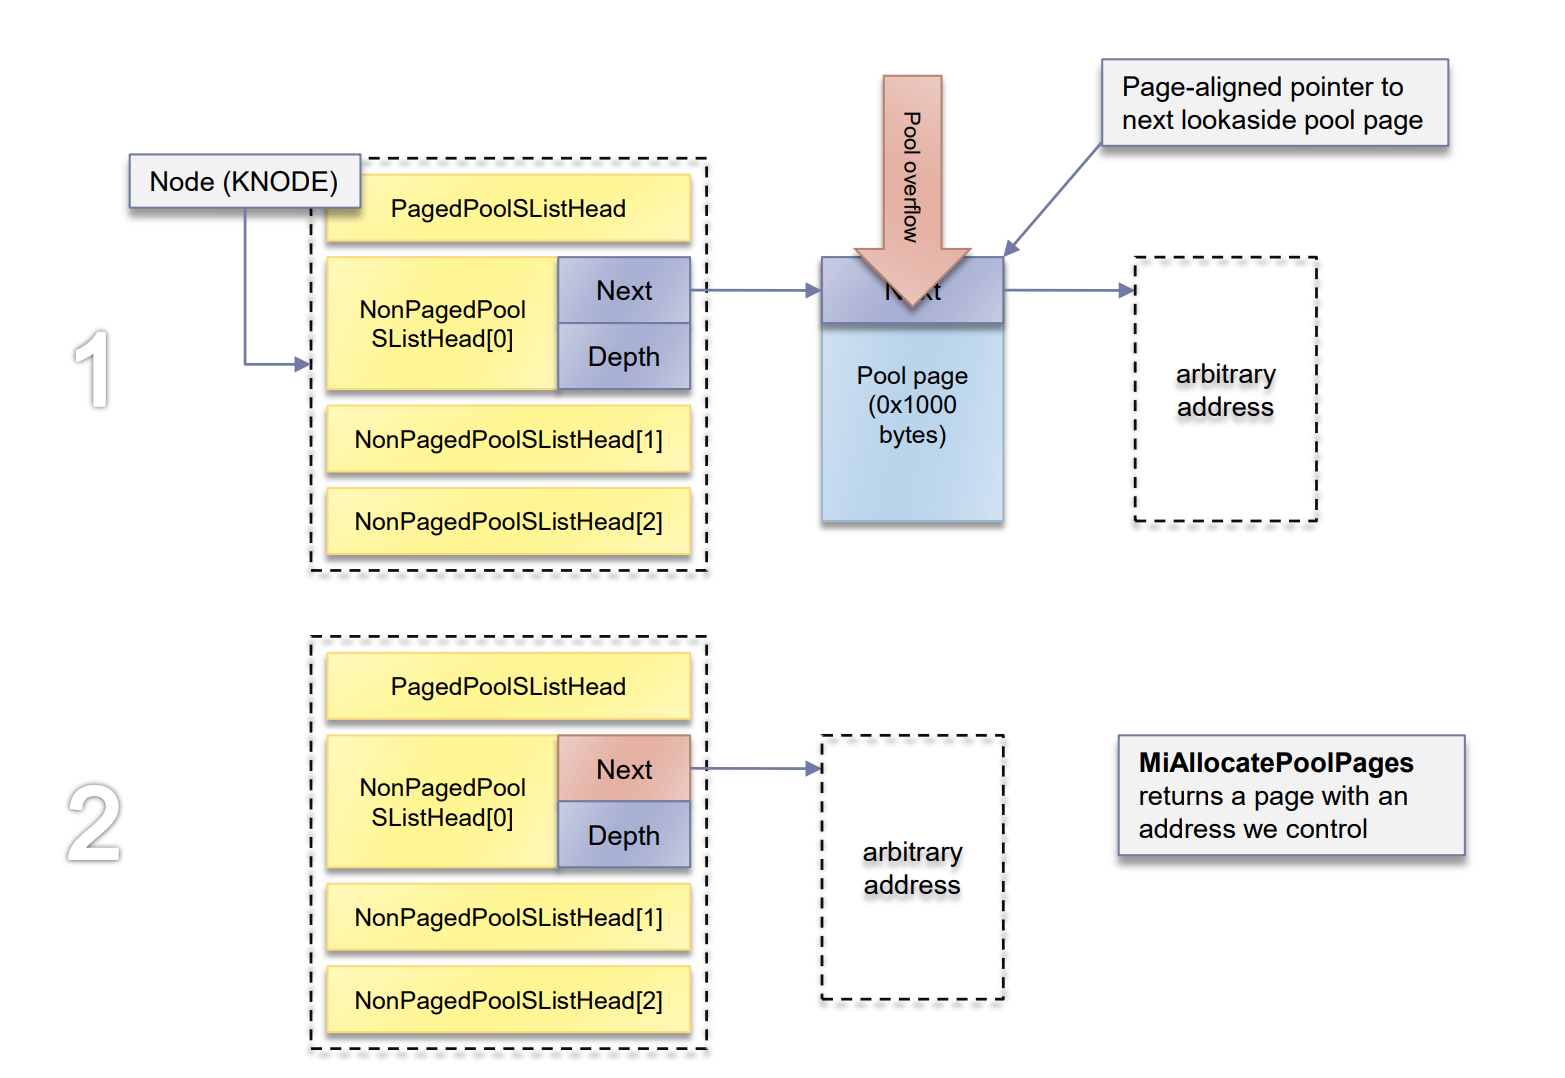 Page-aligned pointer to
next lookaside pool page
Pool overflow
Node (KNODE)
1
PagedPoolSListHead
NonPagedPool
SListHead[0]
Next
Depth
Next
Pool page
(0x1000
bytes)
arbitrary
address
NonPagedPoolSListHead[1]
NonPagedPoolSListHead[2]
2
PagedPoolSListHead
NonPagedPool
SListHead[0]
Next
Depth
arbitrary
address
MiAllocatePoolPages
returns a page with an
address we control
NonPagedPoolSListHead[1]
NonPagedPoolSListHead[2]